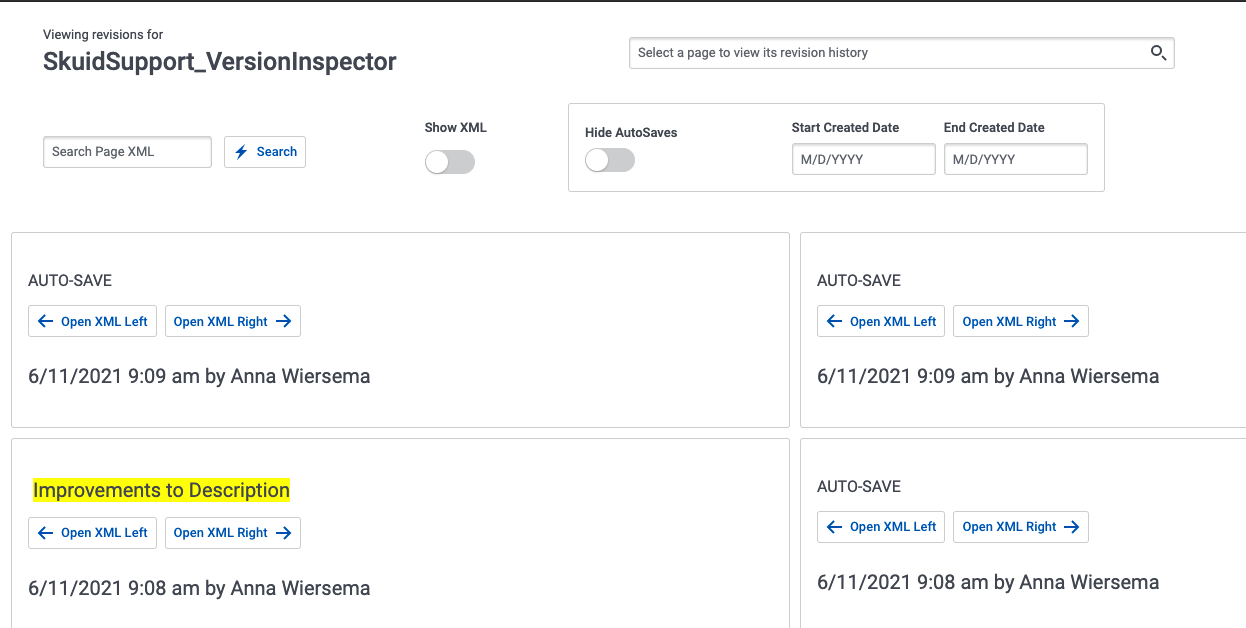 Viewing revisions for
SkuidSupport_VersionInspector
Select a page to view its revision history
Search Page XML
Search
Show XML
Hide AutoSaves
Start Created Date
End Created Date
M/D/YYYY
M/D/YYYY
AUTO-SAVE
Open XML Left
Open XML Right
6/11/2021 9:09 am by Anna Wiersema
AUTO-SAVE
Open XML Left
Open XML Right
6/11/2021 9:09 am by Anna Wiersema
Improvements to Description
Open XML Left
Open XML Right
6/11/2021 9:08 am by Anna Wiersema
AUTO-SAVE
Open XML Left
Open XML Right
6/11/2021 9:08 am by Anna Wiersema